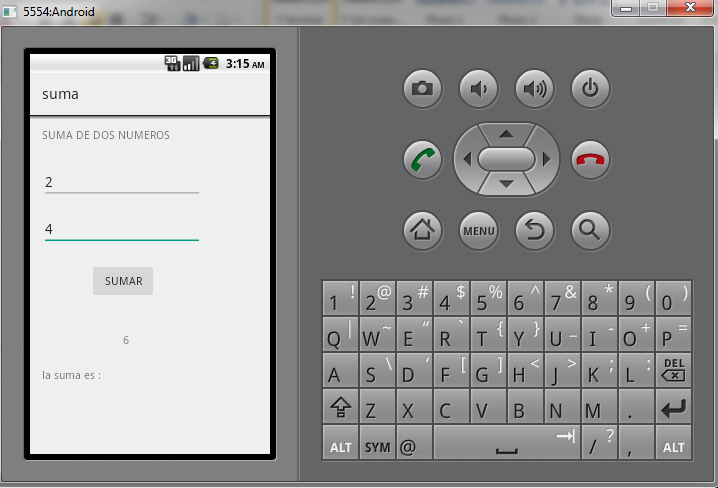 5554:Android
3G
3:15 AM
suma
SUMA DE DOS NUMEROS
2
4
SUMAR
6
la suma es :
MENU
1 ! 2 @ 3 # 4 $ 5 % 6 ^ 7 & 8 * 9 ( 0 )
Q | W ~ E “ R ` T { Y } U _ I - O + P =
A S \ D ‘ F [ G ] H < J > K ; L : DEL
Z X C V B N M .
ALT SYM @ / ? , ALT